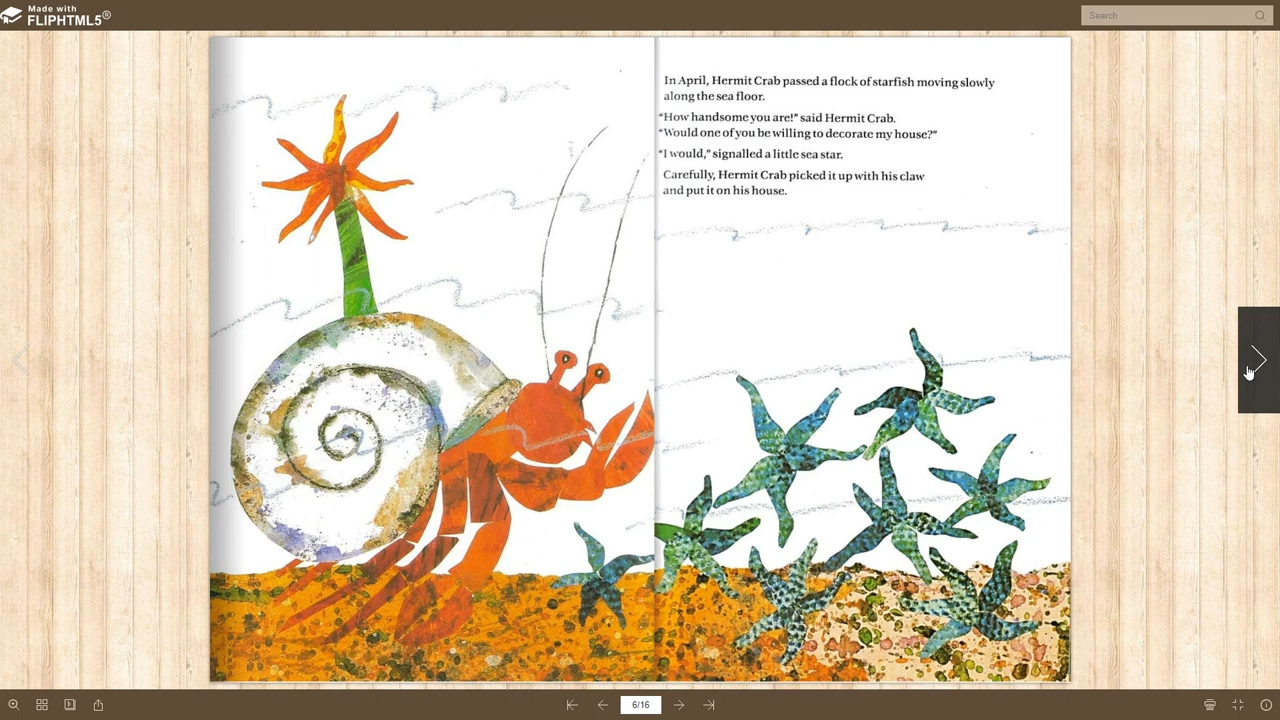 Made with
FLIPHTML5®
Search
In April, Hermit Crab passed a flock of starfish moving slowly
along the sea floor.
“How handsome you are!” said Hermit Crab.
“Would one of you be willing to decorate my house?”
“I would,” signalled a little sea star.
Carefully, Hermit Crab picked it up with his claw
and put it on his house.
6/16